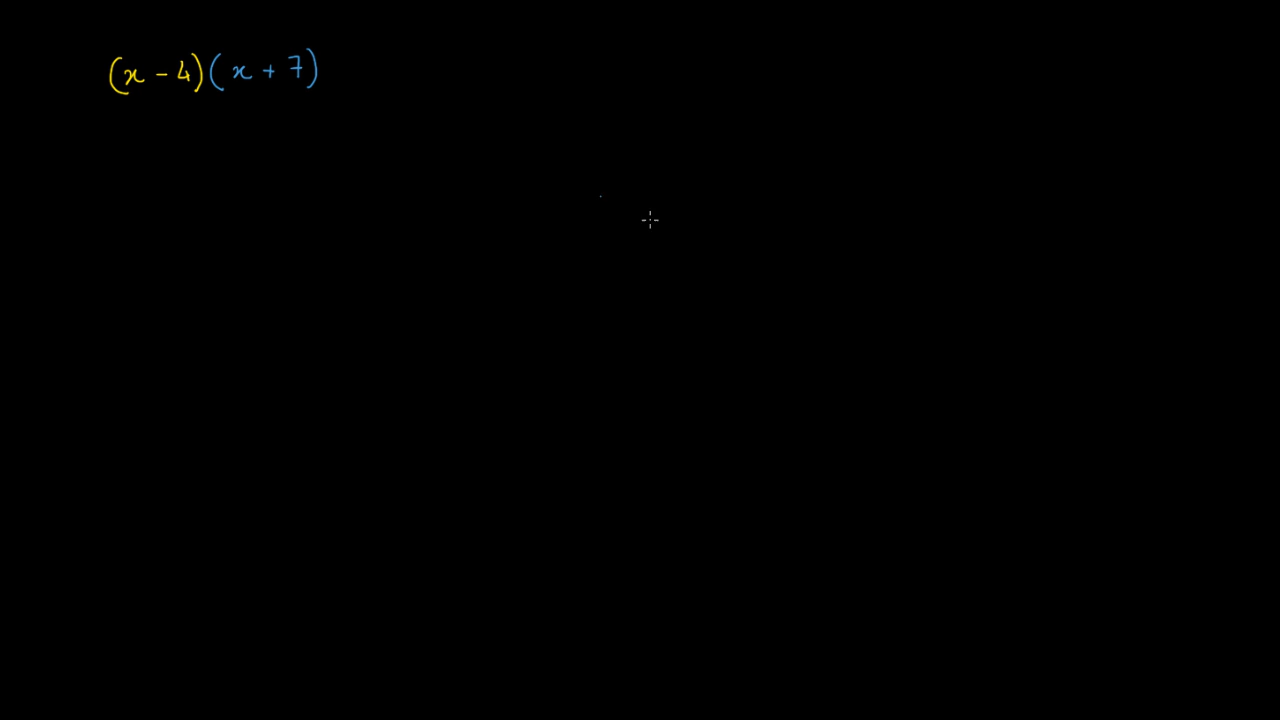 (x - 4)(x + 7)